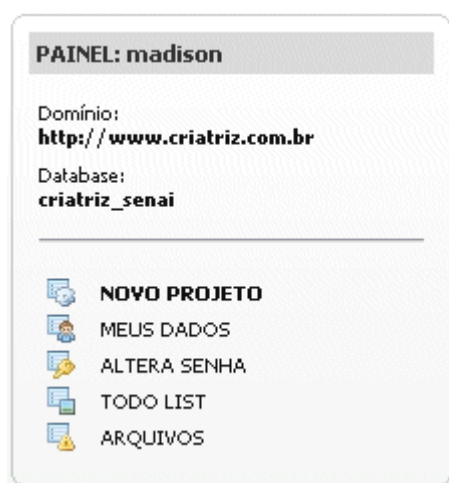 PAINEL: madison
Domínio:
http://www.criatriz.com.br
Database:
criatriz_senai
NOVO PROJETO
MEUS DADOS
ALTERA SENHA
TODO LIST
ARQUIVOS